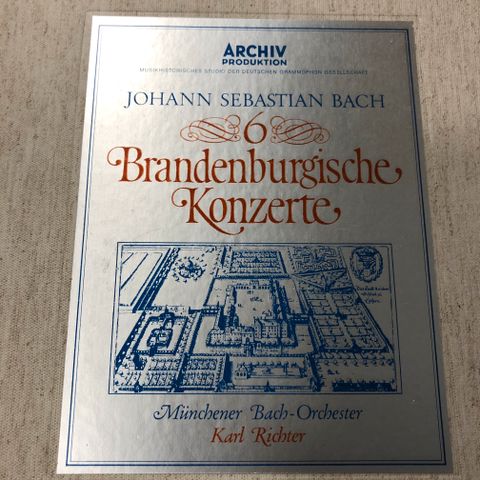 ARCHIV
PRODUKTION
MUSIKHISTORISCHES STUDIO DER DEUTSCHEN GRAMMOPHON GESELLSCHAFT
JOHANN SEBASTIAN BACH
6
Brandenburgische
Konzerte
Münchener Bach-Orchester
Karl Richter